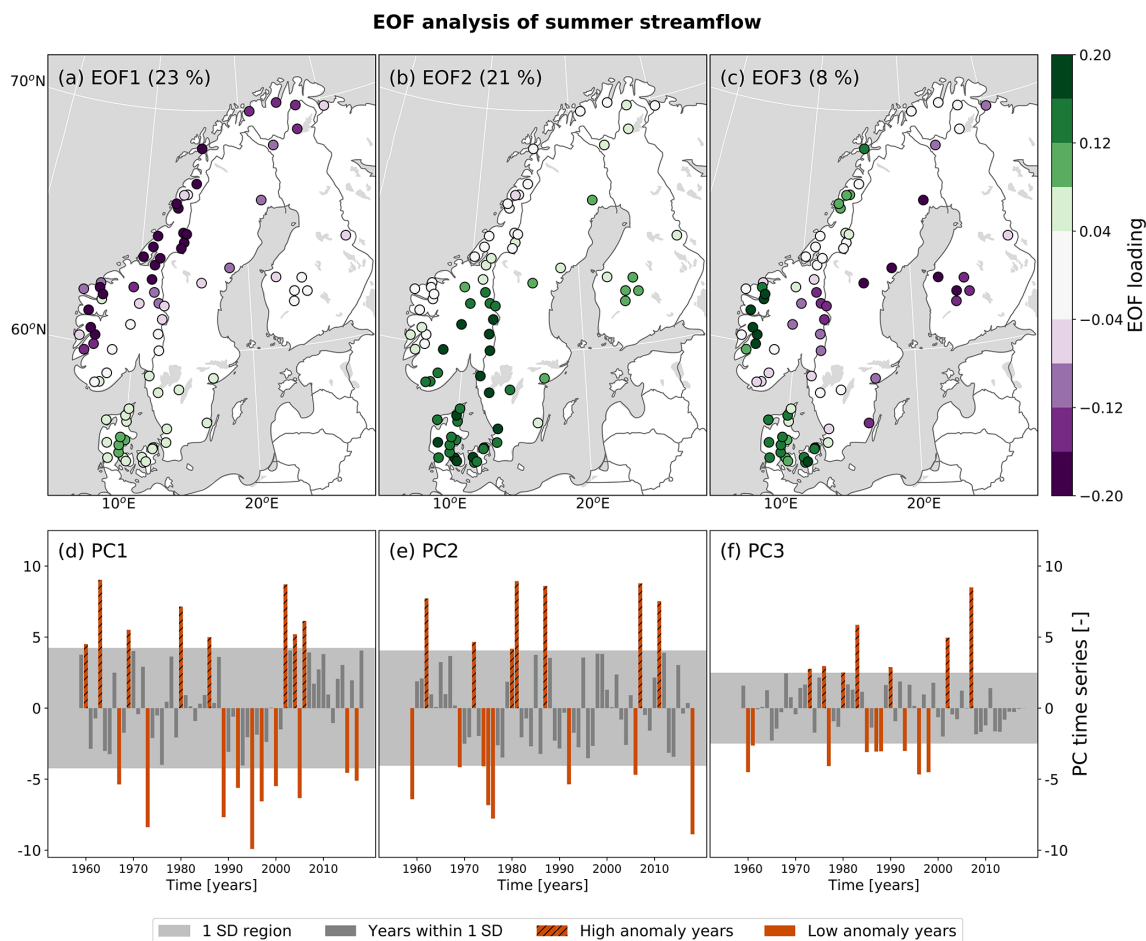 EOF analysis of summer streamflow
(a) EOF1 (23 %)
(b) EOF2 (21 %)
(c) EOF3 (8 %)
70°N
60°N
10°E
20°E
10°E
20°E
10°E
20°E
0.20
0.12
0.04
−0.04
−0.12
−0.20
EOF loading
(d) PC1
(e) PC2
(f) PC3
10
5
0
-5
-10
10
5
0
-5
-10
PC time series [-]
1960 1970 1980 1990 2000 2010
1960 1970 1980 1990 2000 2010
1960 1970 1980 1990 2000 2010
Time [years]
Time [years]
Time [years]
1 SD region
Years within 1 SD
High anomaly years
Low anomaly years